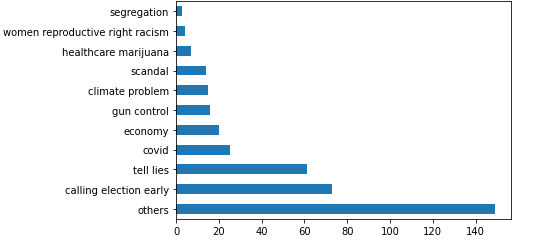 segregation
women reproductive right racism
healthcare marijuana
scandal
climate problem
gun control
economy
covid
tell lies
calling election early
others
0 20 40 60 80 100 120 140